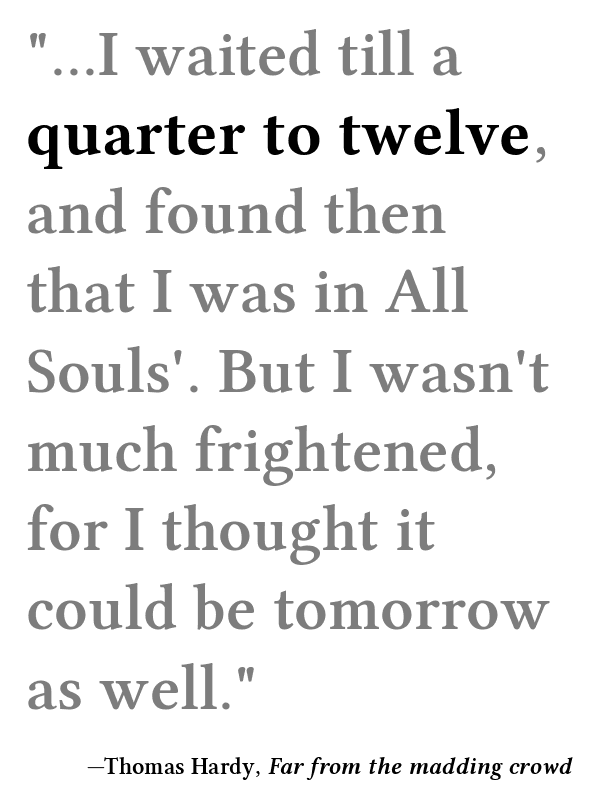 "...I waited till a
quarter to twelve,
and found then
that I was in All
Souls'. But I wasn't
much frightened,
for I thought it
could be tomorrow
as well."
—Thomas Hardy, Far from the madding crowd